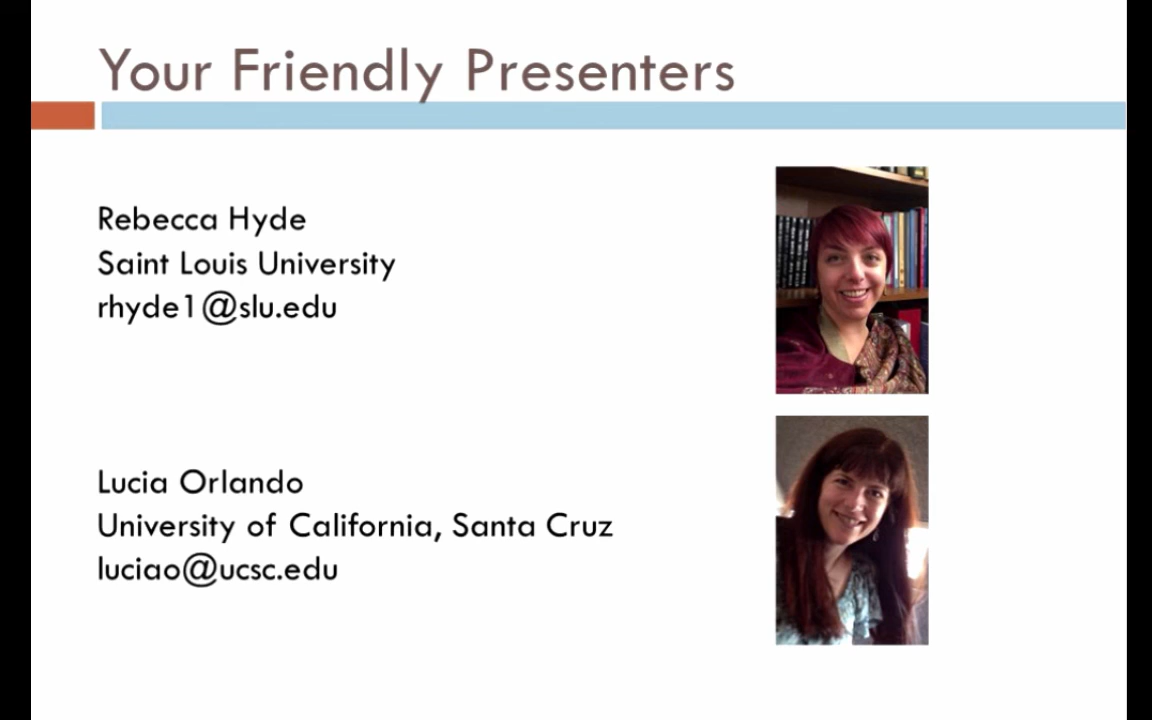 Your Friendly Presenters
Rebecca Hyde
Saint Louis University
rhyde1@slu.edu
Lucia Orlando
University of California, Santa Cruz
luciao@ucsc.edu